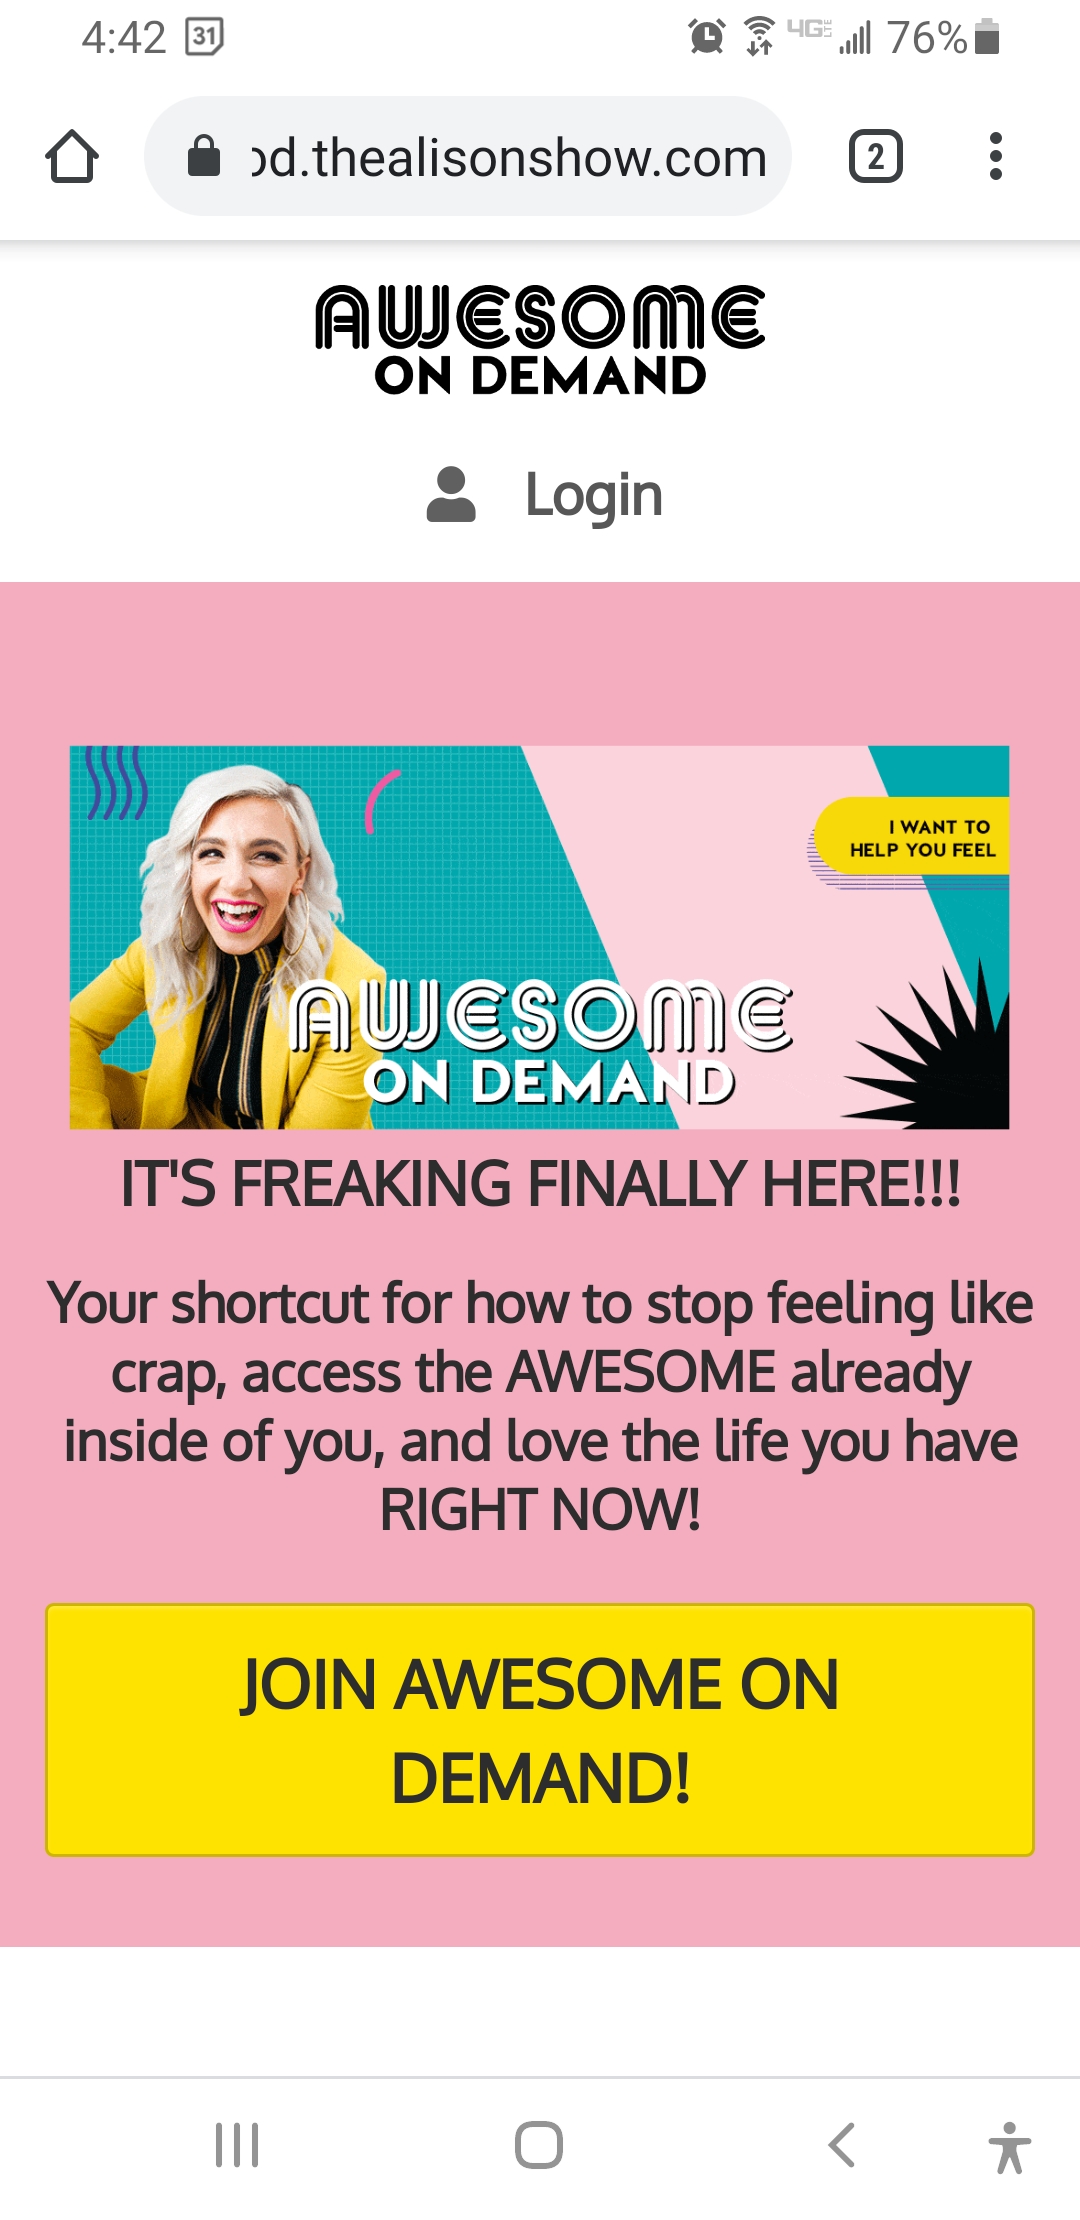 4:42 31 4G LTE 76%
od.thealisonshow.com 2
AWESOME
ON DEMAND
Login
I WANT TO
HELP YOU FEEL
AWESOME
ON DEMAND
IT'S FREAKING FINALLY HERE!!!
Your shortcut for how to stop feeling like
crap, access the AWESOME already
inside of you, and love the life you have
RIGHT NOW!
JOIN AWESOME ON
DEMAND!